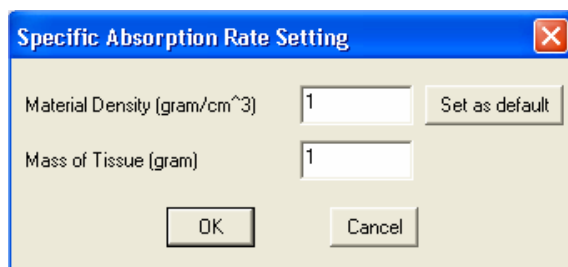 Specific Absorption Rate Setting
Material Density (gram/cm^3) 1 Set as default
Mass of Tissue (gram) 1
OK Cancel